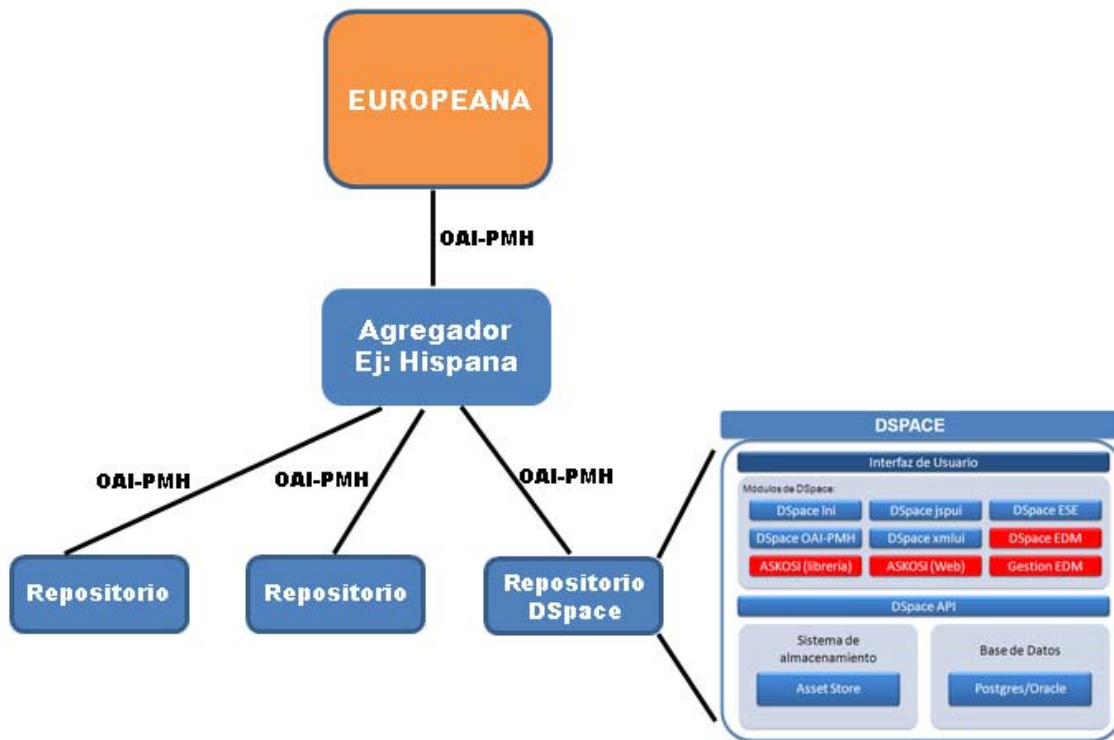 EUROPEANA
OAI-PMH
Agregador
Ej: Hispana
OAI-PMH
OAI-PMH
OAI-PMH
Repositorio
Repositorio
Repositorio
DSpace
DSPACE
Interfaz de Usuario
Módulos de DSpace:
DSpace lni
DSpace jspui
DSpace ESE
DSpace OAI-PMH
DSpace xmlui
DSpace EDM
ASKOSI (librería)
ASKOSI (Web)
Gestion EDM
DSpace API
Sistema de
almacenamiento
Asset Store
Base de Datos
Postgres/Oracle